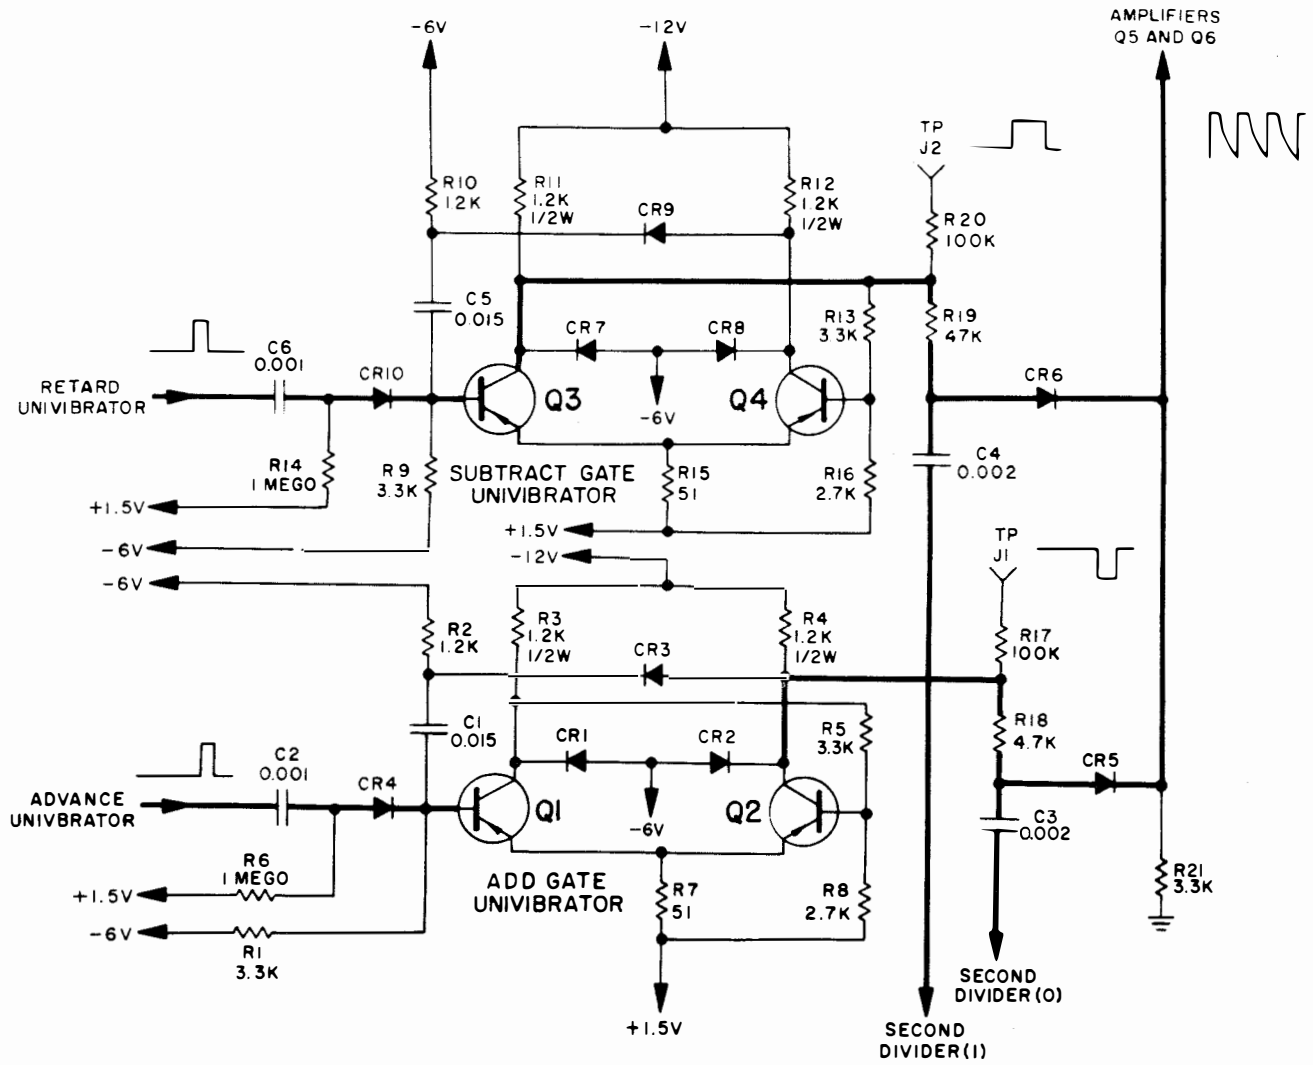 AMPLIFIERS
Q5 AND Q6
-6V
-12V
TP
J2
R10
12K
R11
1.2K
1/2W
CR9
R12
1.2K
1/2W
R20
100K
C5
0.015
R13
3.3K
R19
47K
C6
0.001
CR7
CR8
CR10
CR6
RETARD
UNIVIBRATOR
Q3
-6V
Q4
R14
1 MEGO
R9
3.3K
SUBTRACT GATE
UNIVIBRATOR
R15
51
R16
2.7K
C4
0.002
+1.5V
+1.5V
-6V
-12V
-6V
TP
J1
R2
1.2K
R3
1.2K
1/2W
CR3
R4
1.2K
1/2W
R17
100K
C1
0.015
R5
3.3K
R18
4.7K
C2
0.001
CR1
CR2
CR5
ADVANCE
UNIVBRATOR
CR4
Q1
-6V
Q2
C3
0.002
R6
1 MEGO
+1.5V
ADD GATE
UNIVIBRATOR
R7
51
R8
2.7K
R21
3.3K
-6V
R1
3.3K
SECOND
DIVIDER(0)
+1.5V
SECOND
DIVIDER(1)